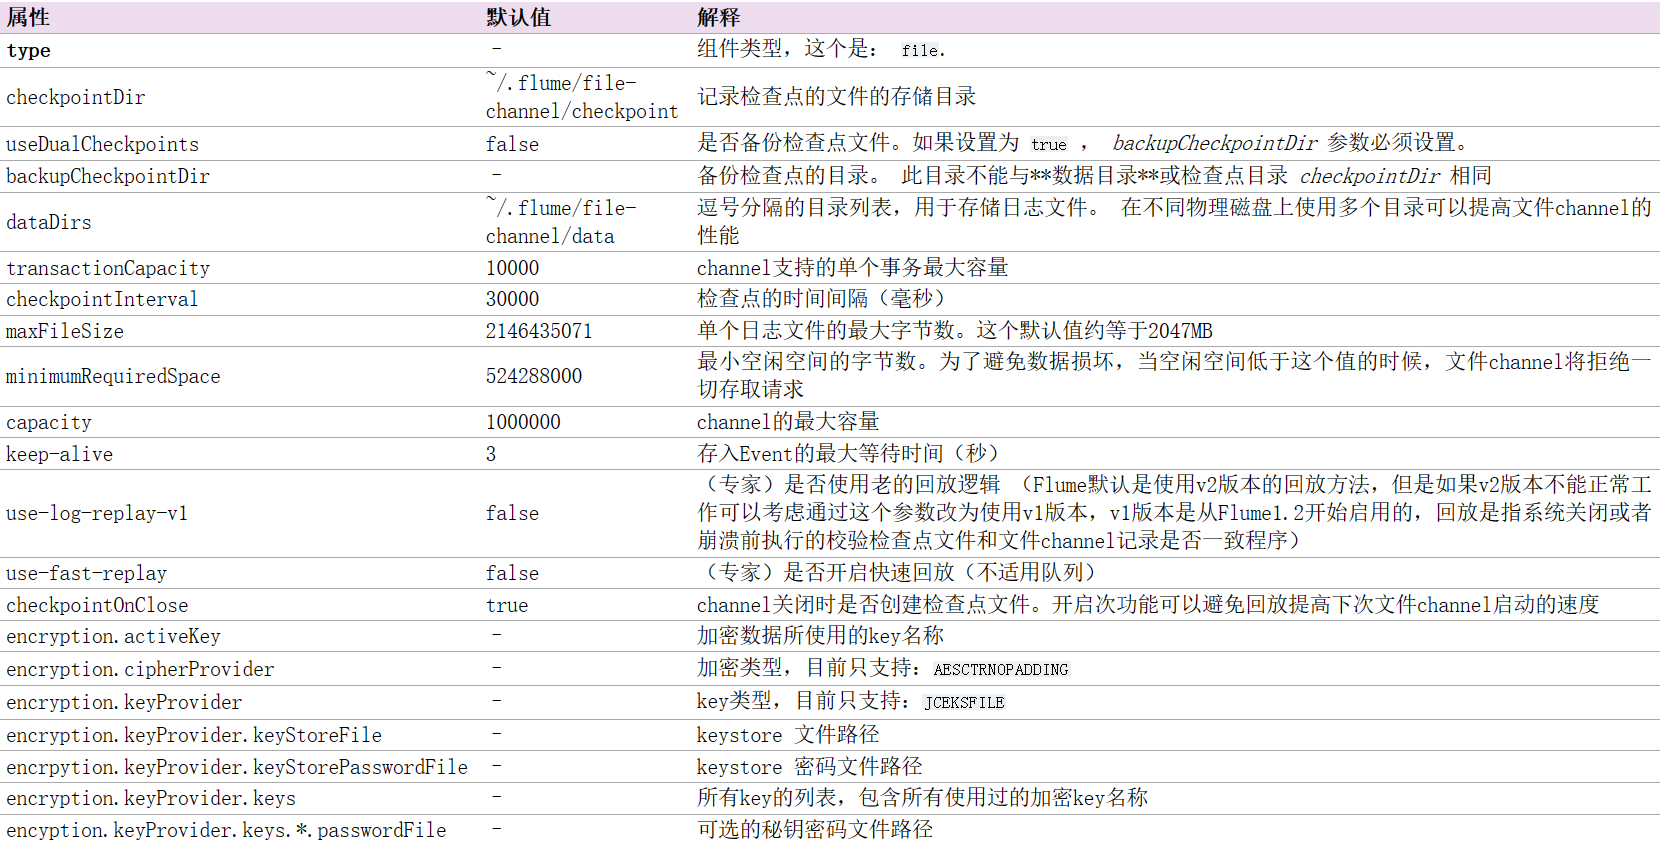 属性 默认值 解释
type - 组件类型，这个是： file.
checkpointDir ~/.flume/file-channel/checkpoint 记录检查点的文件的存储目录
useDualCheckpoints false 是否备份检查点文件。如果设置为 true ， backupCheckpointDir 参数必须设置。
backupCheckpointDir - 备份检查点的目录。 此目录不能与**数据目录**或检查点目录 checkpointDir 相同
dataDirs ~/.flume/file-channel/data 逗号分隔的目录列表，用于存储日志文件。 在不同物理磁盘上使用多个目录可以提高文件channel的
性能
transactionCapacity 10000 channel支持的单个事务最大容量
checkpointInterval 30000 检查点的时间间隔（毫秒）
maxFileSize 2146435071 单个日志文件的最大字节数。这个默认值约等于2047MB
minimumRequiredSpace 524288000 最小空闲空间的字节数。为了避免数据损坏，当空闲空间低于这个值的时候，文件channel将拒绝一
切存取请求
capacity 1000000 channel的最大容量
keep-alive 3 存入Event的最大等待时间（秒）
use-log-replay-v1 false （专家）是否使用老的回放逻辑 （Flume默认是使用v2版本的回放方法，但是如果v2版本不能正常工
作可以考虑通过这个参数改为使用v1版本，v1版本是从Flume1.2开始启用的，回放是指系统关闭或者
崩溃前执行的校验检查点文件和文件channel记录是否一致程序）
use-fast-replay false （专家）是否开启快速回放（不适用队列）
checkpointOnClose true channel关闭时是否创建检查点文件。开启次功能可以避免回放提高下次文件channel启动的速度
encryption.activeKey - 加密数据所使用的key名称
encryption.cipherProvider - 加密类型，目前只支持：AESCTRNOPADDING
encryption.keyProvider - key类型，目前只支持：JCEKSFILE
encryption.keyProvider.keyStoreFile - keystore 文件路径
encrpytion.keyProvider.keyStorePasswordFile - keystore 密码文件路径
encryption.keyProvider.keys - 所有key的列表，包含所有使用过的加密key名称
encyption.keyProvider.keys.*.passwordFile - 可选的秘钥密码文件路径